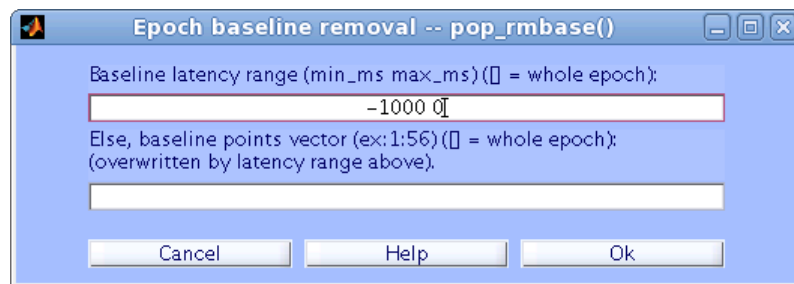 Epoch baseline removal -- pop_rmbase()
Baseline latency range (min_ms max_ms)([] = whole epoch):
-1000 0
Else, baseline points vector (ex:1:56)([] = whole epoch):
(overwritten by latency range above).
Cancel Help Ok